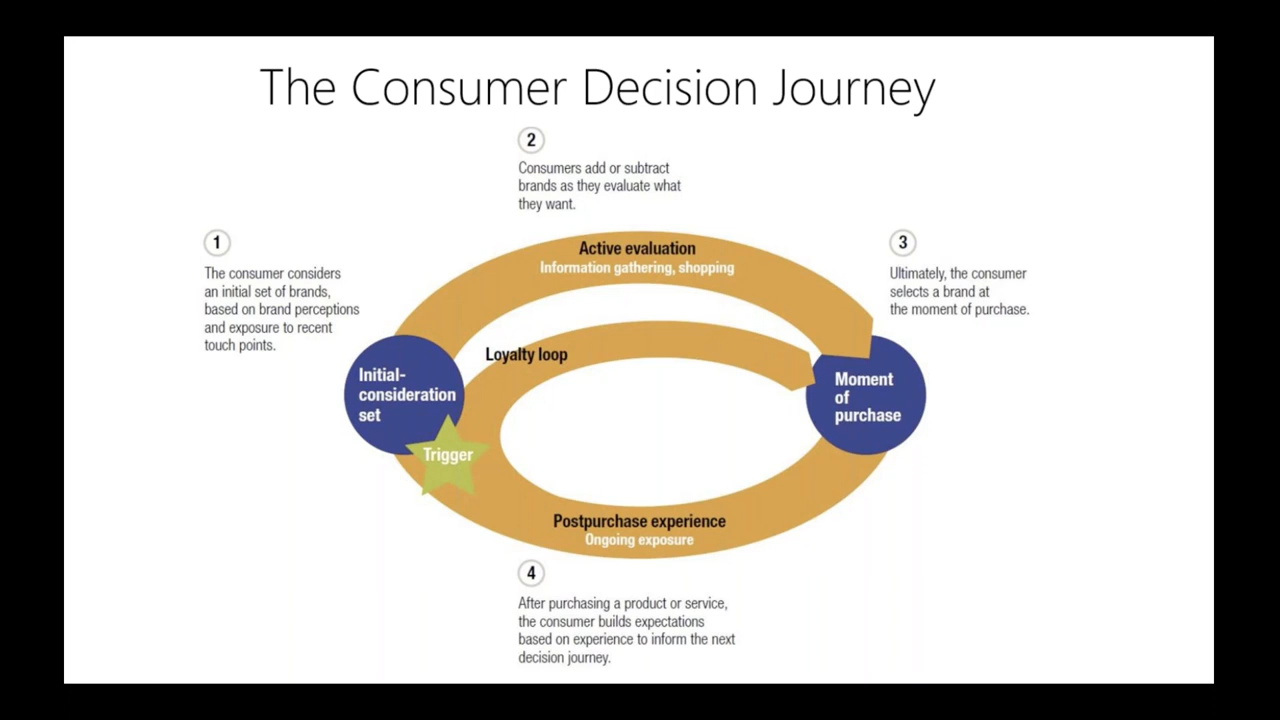 The Consumer Decision Journey
2
Consumers add or subtract
brands as they evaluate what
they want.
1
The consumer considers
an initial set of brands,
based on brand perceptions
and exposure to recent
touch points.
3
Ultimately, the consumer
selects a brand at
the moment of purchase.
Active evaluation
Information gathering, shopping
Loyalty loop
Initial-
consideration
set
Trigger
Moment
of
purchase
Postpurchase experience
Ongoing exposure
4
After purchasing a product or service,
the consumer builds expectations
based on experience to inform the next
decision journey.